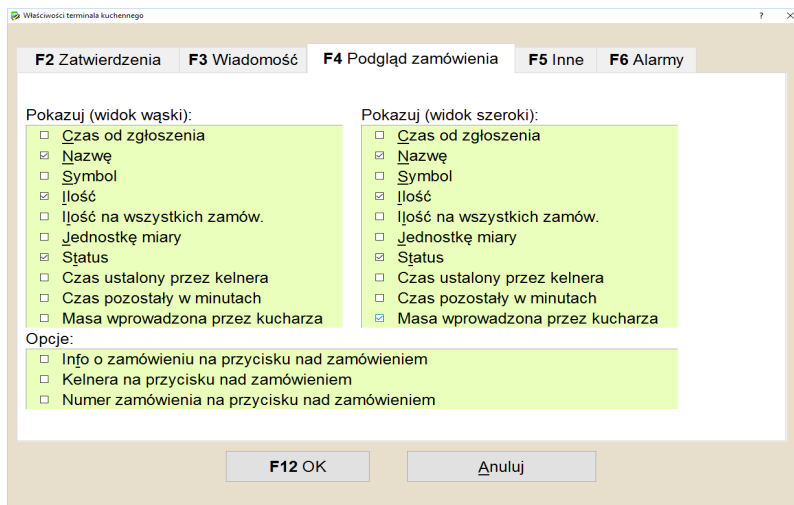 Właściwości terminala kuchennego
F2 Zatwierdzenia F3 Wiadomość F4 Podgląd zamówienia F5 Inne F6 Alarmy
Pokazuj (widok wąski):
Czas od zgłoszenia
Nazwę
Symbol
Ilość
Ilość na wszystkich zamów.
Jednostkę miary
Status
Czas ustalony przez kelnera
Czas pozostały w minutach
Masa wprowadzona przez kucharza
Pokazuj (widok szeroki):
Czas od zgłoszenia
Nazwę
Symbol
Ilość
Ilość na wszystkich zamów.
Jednostkę miary
Status
Czas ustalony przez kelnera
Czas pozostały w minutach
Masa wprowadzona przez kucharza
Opcje:
Info o zamówieniu na przycisku nad zamówieniem
Kelnera na przycisku nad zamówieniem
Numer zamówienia na przycisku nad zamówieniem
F12 OK Anuluj